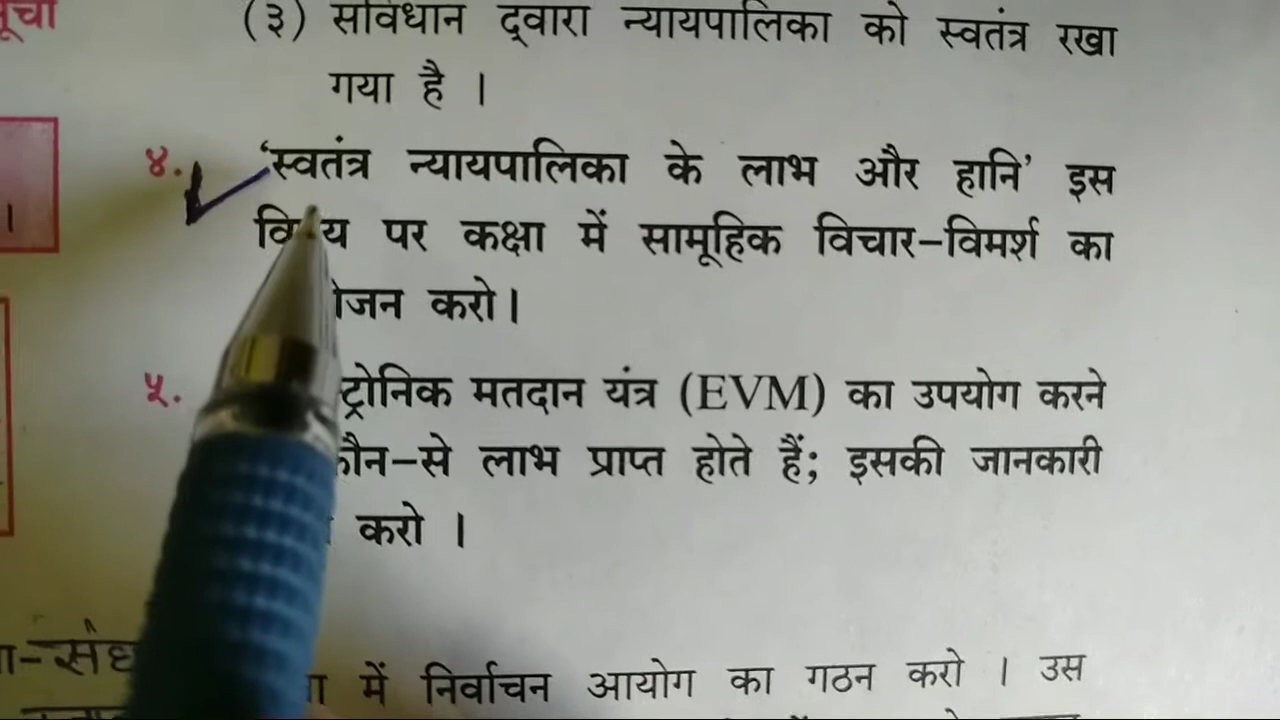 (३) संविधान द्वारा न्यायपालिका को स्वतंत्र रखा
गया है ।
४. ‘स्वतंत्र न्यायपालिका के लाभ और हानि’ इस
पर कक्षा में सामूहिक विचार-विमर्श का
करो।
५. मतदान यंत्र (EVM) का उपयोग करने
लाभ प्राप्त होते हैं; इसकी जानकारी
करो ।
में निर्वाचन आयोग का गठन करो । उस